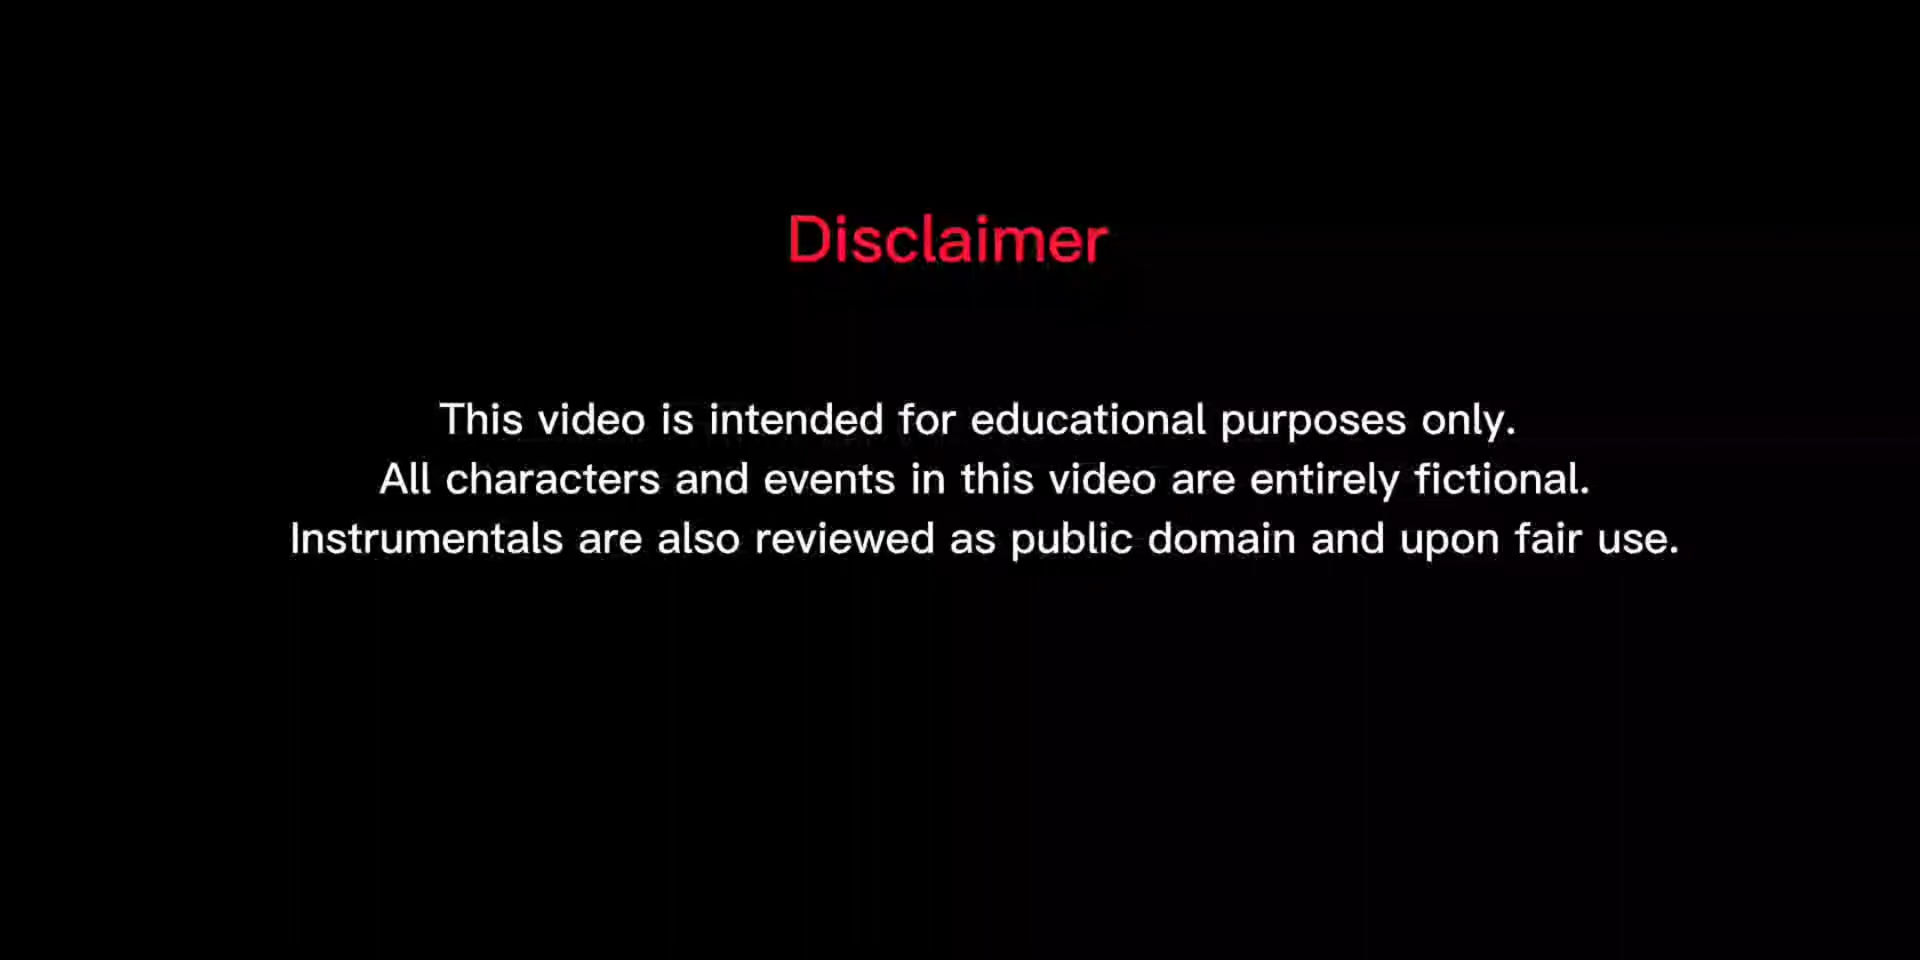 Disclaimer
This video is intended for educational purposes only.
All characters and events in this video are entirely fictional.
Instrumentals are also reviewed as public domain and upon fair use.